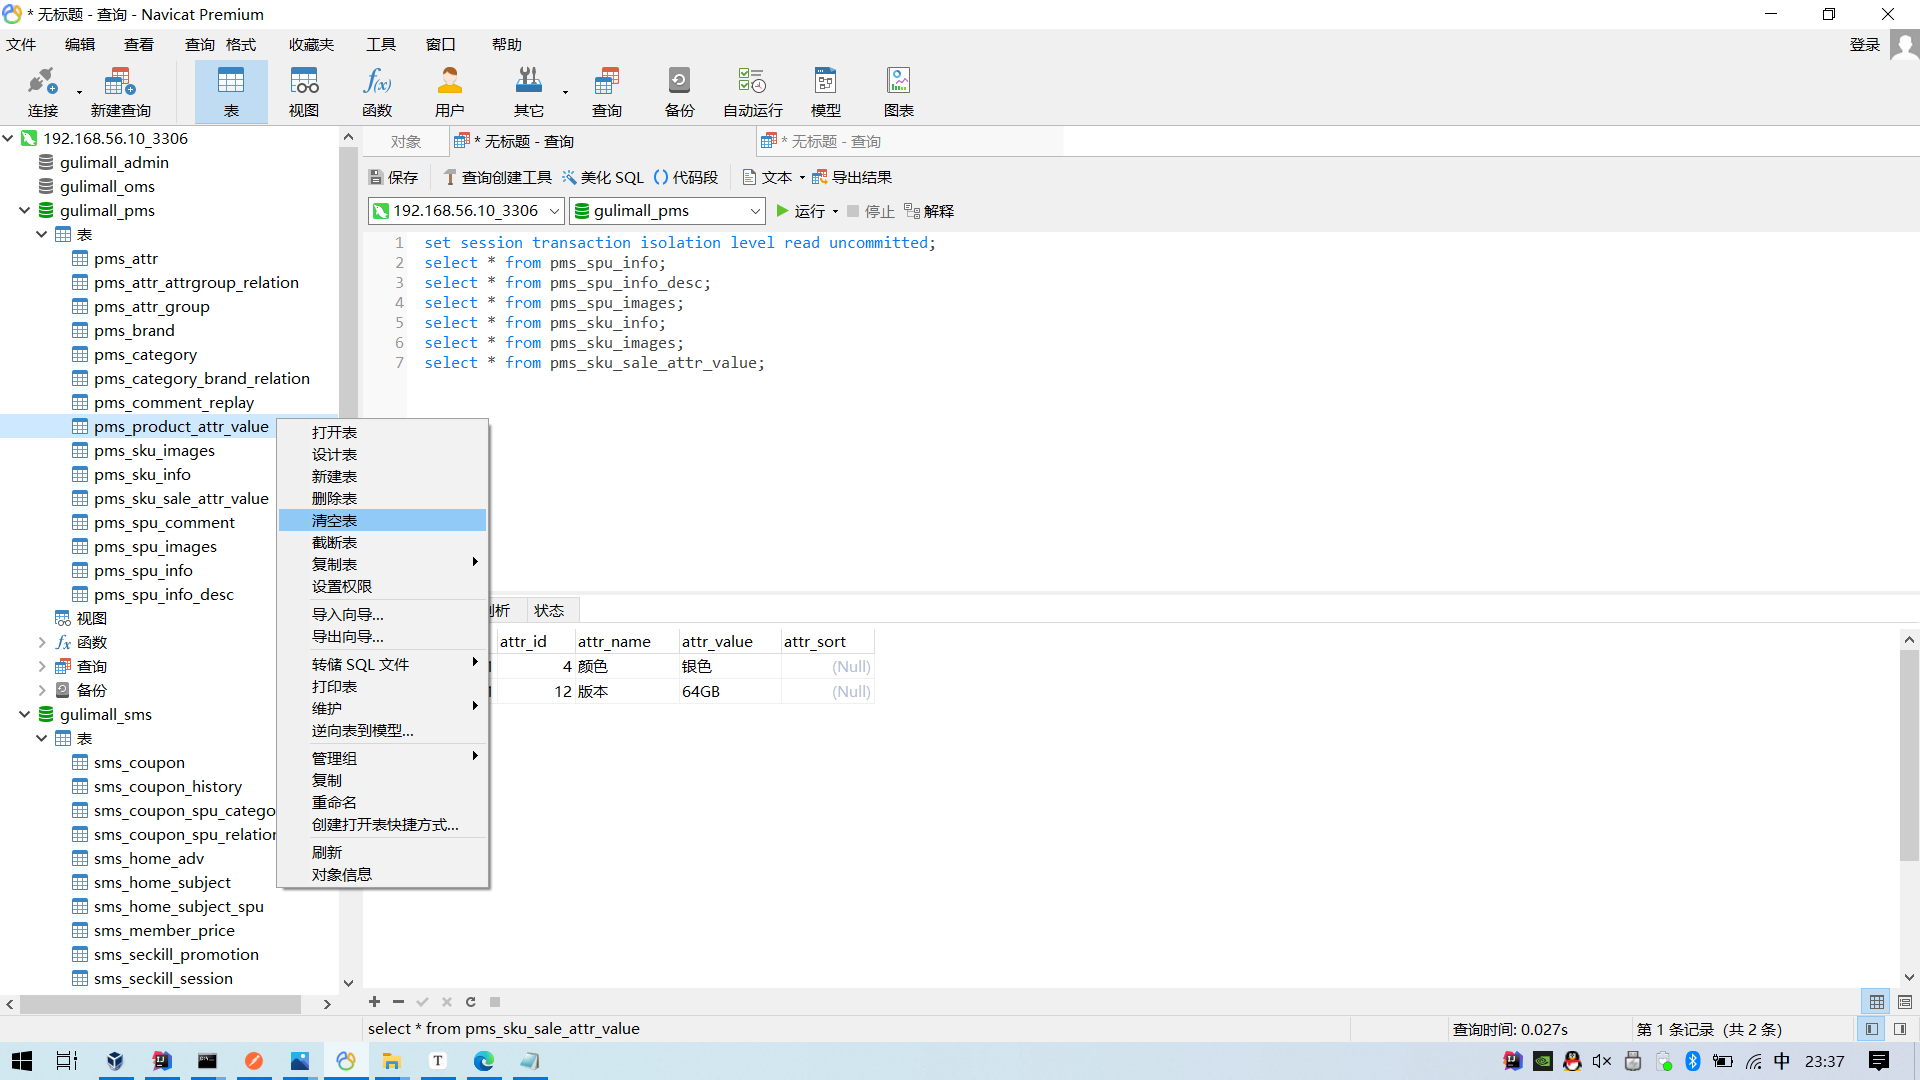 * 无标题 - 查询 - Navicat Premium
文件 编辑 查看 查询 格式 收藏夹 工具 窗口 帮助 登录
连接 新建查询 表 视图 函数 用户 其它 查询 备份 自动运行 模型 图表
192.168.56.10_3306
gulimall_admin
gulimall_oms
gulimall_pms
表
pms_attr
pms_attr_attrgroup_relation
pms_attr_group
pms_brand
pms_category
pms_category_brand_relation
pms_comment_replay
pms_product_attr_value
pms_sku_images
pms_sku_info
pms_sku_sale_attr_value
pms_spu_comment
pms_spu_images
pms_spu_info
pms_spu_info_desc
视图
函数
查询
备份
gulimall_sms
表
sms_coupon
sms_coupon_history
sms_coupon_spu_catego
sms_coupon_spu_relation
sms_home_adv
sms_home_subject
sms_home_subject_spu
sms_member_price
sms_seckill_promotion
sms_seckill_session
对象 * 无标题 - 查询 * 无标题 - 查询
保存 查询创建工具 美化 SQL 代码段 文本 导出结果
192.168.56.10_3306 gulimall_pms 运行 停止 解释
1 set session transaction isolation level read uncommitted;
2 select * from pms_spu_info;
3 select * from pms_spu_info_desc;
4 select * from pms_spu_images;
5 select * from pms_sku_info;
6 select * from pms_sku_images;
7 select * from pms_sku_sale_attr_value;
打开表
设计表
新建表
删除表
清空表
截断表
复制表
设置权限
导入向导...
导出向导...
转储 SQL 文件
打印表
维护
逆向表到模型...
管理组
复制
重命名
创建打开表快捷方式...
刷新
对象信息
剖析 状态
attr_id attr_name attr_value attr_sort
4 颜色 银色 (Null)
12 版本 64GB (Null)
select * from pms_sku_sale_attr_value 查询时间: 0.027s 第 1 条记录 (共 2 条)
中 23:37